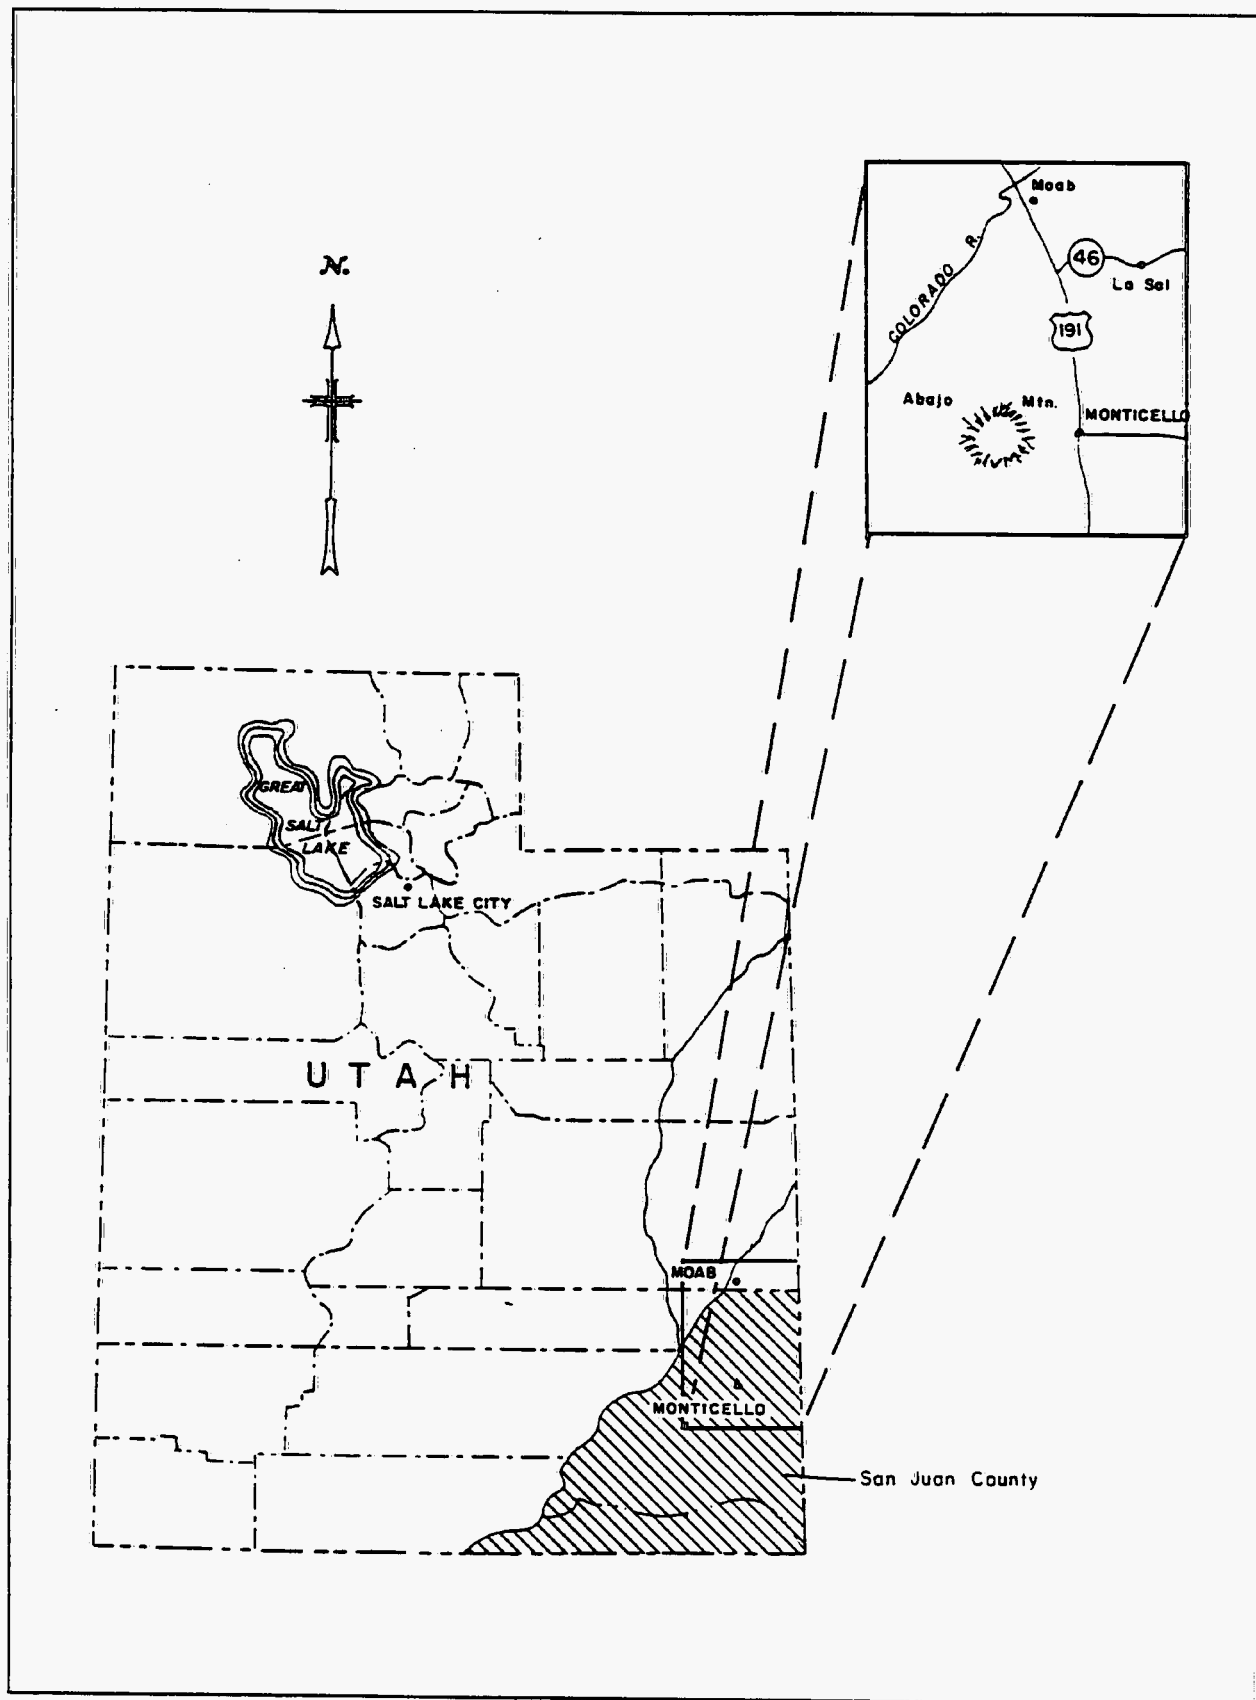 N.
Moab
COLORADO R.
46
La Sal
191
Abajo Mtn.
MONTICELLO
GREAT
SALT
LAKE
SALT LAKE CITY
UTAH
MOAB
MONTICELLO
San Juan County